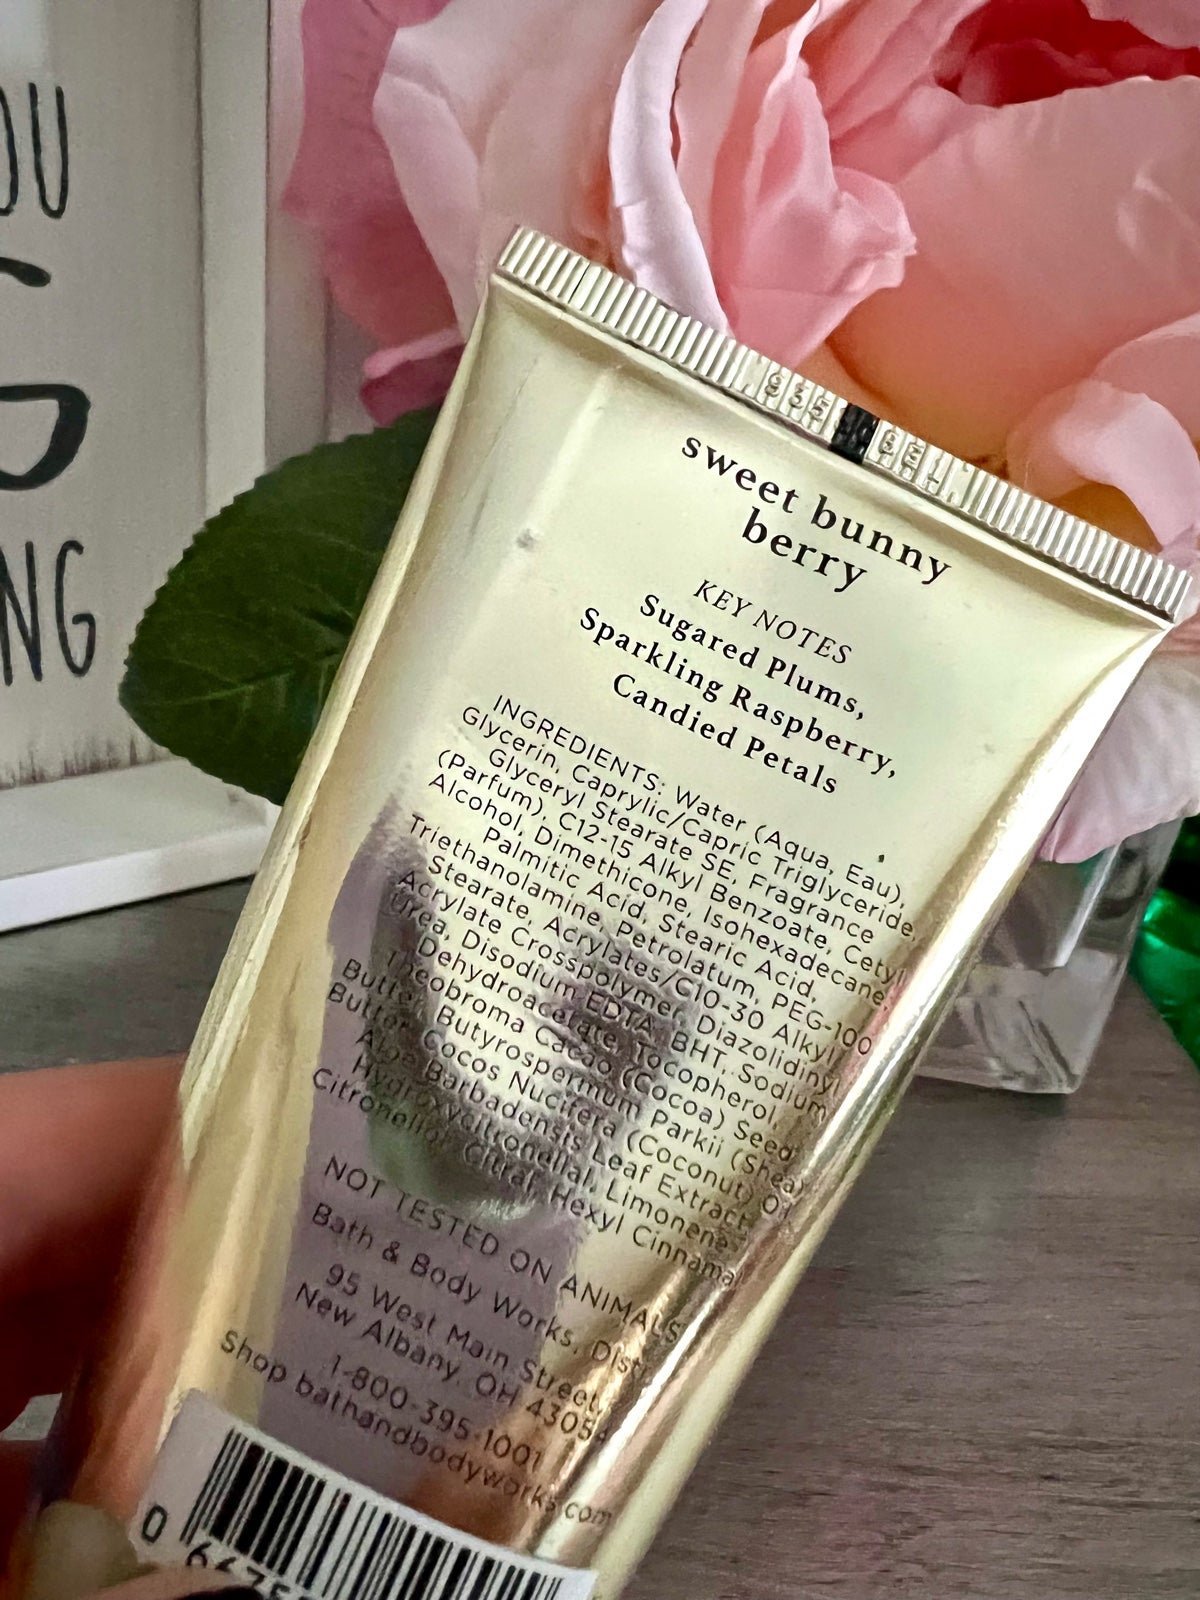 OU
G
NG
sweet bunny
berry
KEY NOTES
Sugared Plums,
Sparkling Raspberry,
Candied Petals
INGREDIENTS: Water (Aqua, Eau),
Glycerin, Caprylic/Capric Triglyceride,
Glyceryl Stearate SE, Fragrance
(Parfum), C12-15 Alkyl Benzoate, Cetyl
Alcohol, Dimethicone, Isohexadecane,
Palmitic Acid, Stearic Acid,
Triethanolamine, Petrolatum, PEG-100
Stearate, Acrylates/C10-30 Alkyl
Acrylate Crosspolymer, Diazolidinyl
Urea, Disodium EDTA, BHT, Sodium
Dehydroacetate, Tocopherol,
Theobroma Cacao (Cocoa) Seed
Butter, Butyrospermum Parkii (Shea)
Butter, Cocos Nucifera (Coconut) Oil
Aloe Barbadensis Leaf Extract
Hydroxycitronellal, Limonene,
Citronellol, Citral, Hexyl Cinnamal
NOT TESTED ON ANIMALS
Bath & Body Works, Distr.
95 West Main Street,
New Albany, OH 43054
1-800-395-1001
Shop bathandbodyworks.com
0